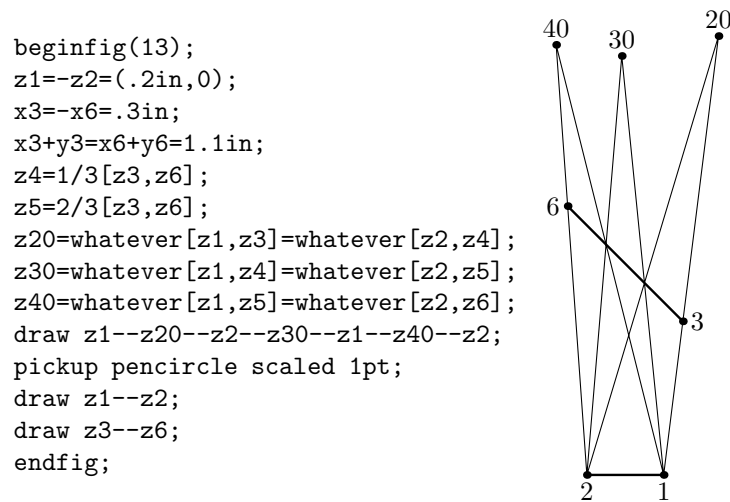 beginfig(13);
z1=-z2=(.2in,0);
x3=-x6=.3in;
x3+y3=x6+y6=1.1in;
z4=1/3[z3,z6];
z5=2/3[z3,z6];
z20=whatever[z1,z3]=whatever[z2,z4];
z30=whatever[z1,z4]=whatever[z2,z5];
z40=whatever[z1,z5]=whatever[z2,z6];
draw z1--z20--z2--z30--z1--z40--z2;
pickup pencircle scaled 1pt;
draw z1--z2;
draw z3--z6;
endfig;
40 30 20
6
3
2 1